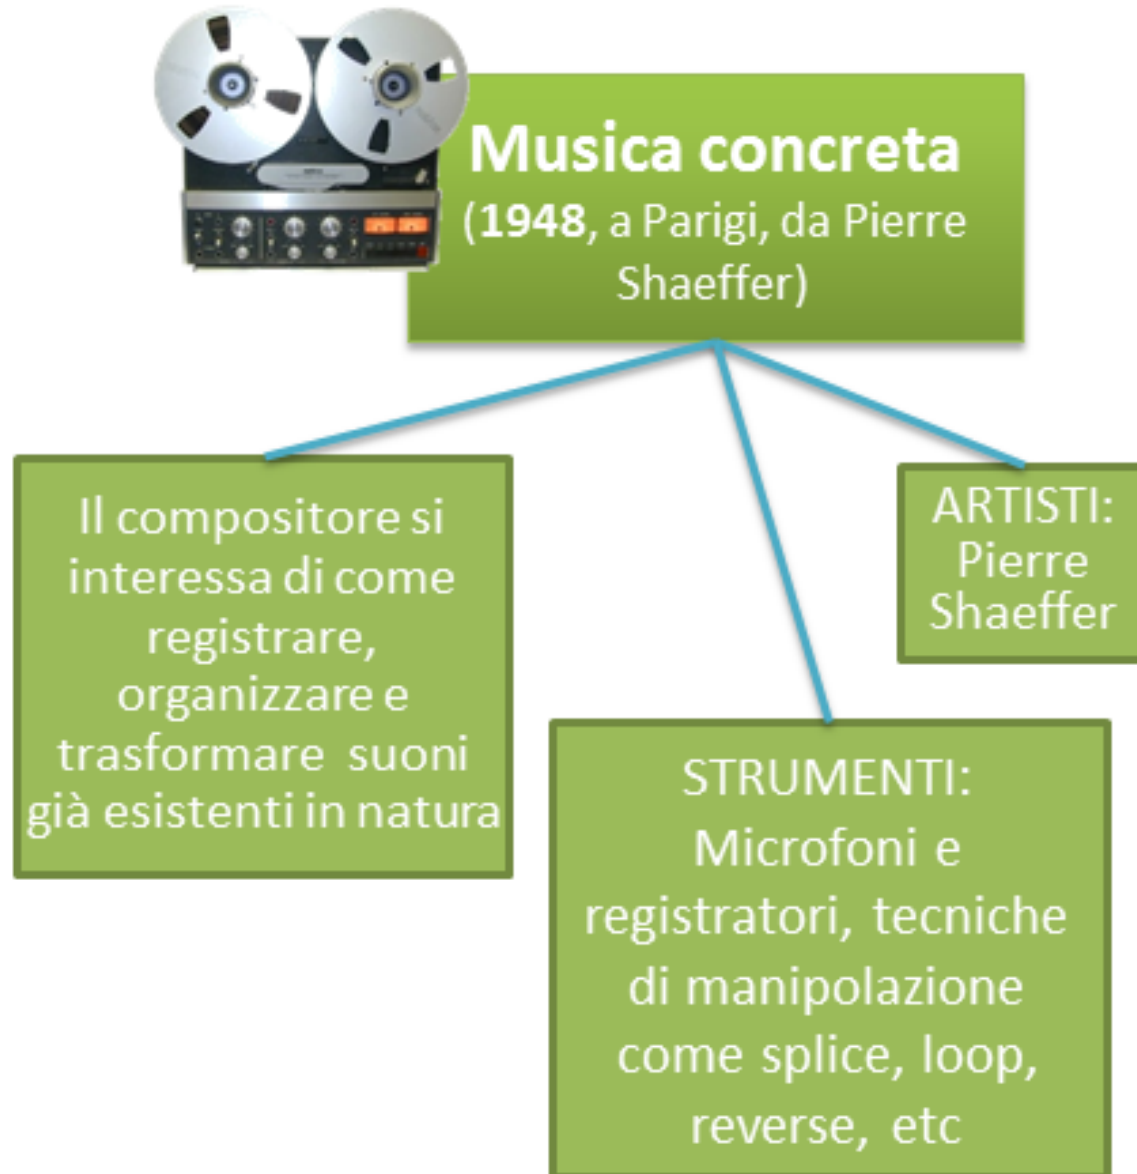 Musica concreta
(1948, a Parigi, da Pierre
Shaeffer)
Il compositore si
interessa di come
registrare,
organizzare e
trasformare suoni
già esistenti in natura
ARTISTI:
Pierre
Shaeffer
STRUMENTI:
Microfoni e
registratori, tecniche
di manipolazione
come splice, loop,
reverse, etc